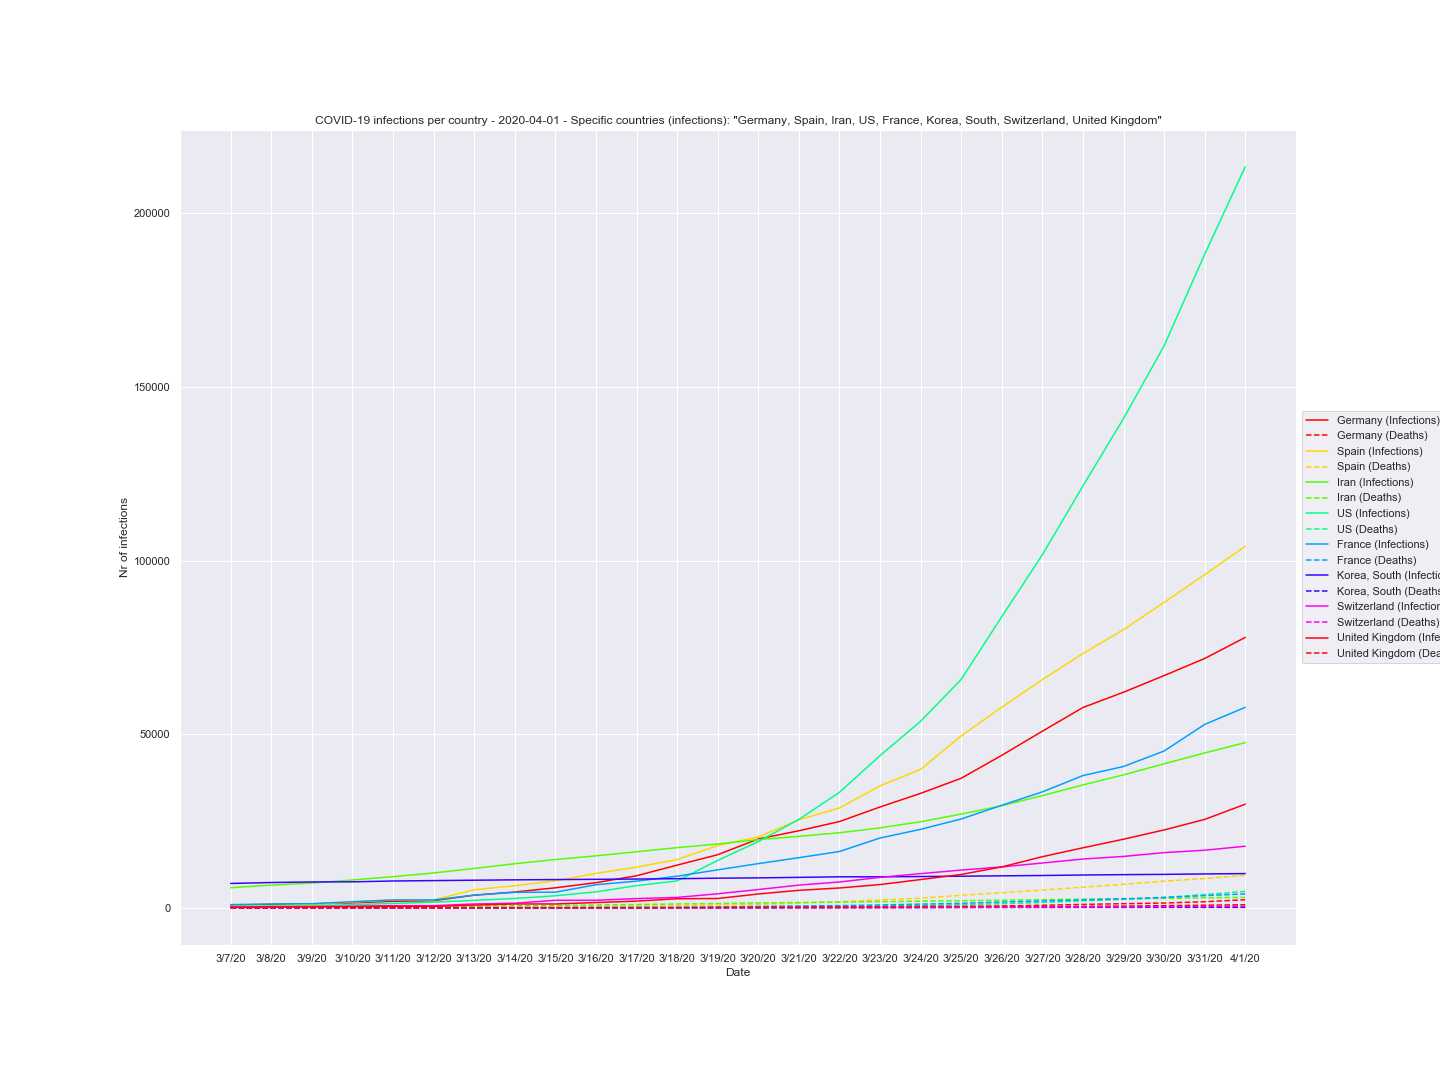 COVID-19 infections per country - 2020-04-01 - Specific countries (infections): "Germany, Spain, Iran, US, France, Korea, South, Switzerland, United Kingdom"
200000
150000
100000
50000
0
Nr of infections
3/7/20 3/8/20 3/9/20 3/10/20 3/11/20 3/12/20 3/13/20 3/14/20 3/15/20 3/16/20 3/17/20 3/18/20 3/19/20 3/20/20 3/21/20 3/22/20 3/23/20 3/24/20 3/25/20 3/26/20 3/27/20 3/28/20 3/29/20 3/30/20 3/31/20 4/1/20
Date
Germany (Infections)
Germany (Deaths)
Spain (Infections)
Spain (Deaths)
Iran (Infections)
Iran (Deaths)
US (Infections)
US (Deaths)
France (Infections)
France (Deaths)
Korea, South (Infectio
Korea, South (Deaths
Switzerland (Infection
Switzerland (Deaths)
United Kingdom (Infe
United Kingdom (Dea